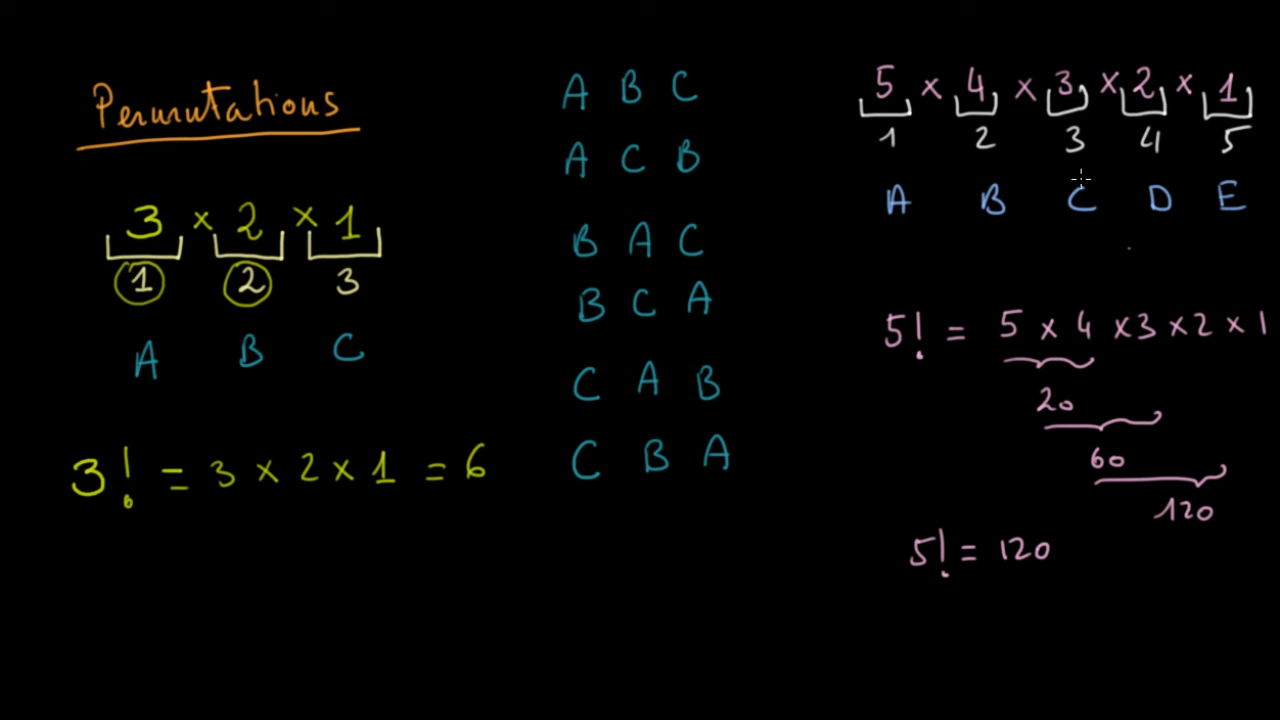 Permutations
3 × 2 × 1
1 2 3
A B C
3! = 3 × 2 × 1 = 6
A B C
A C B
B A C
B C A
C A B
C B A
5 × 4 × 3 × 2 × 1
1 2 3 4 5
A B C D E
5! = 5 × 4 × 3 × 2 × 1
20
60
120
5! = 120